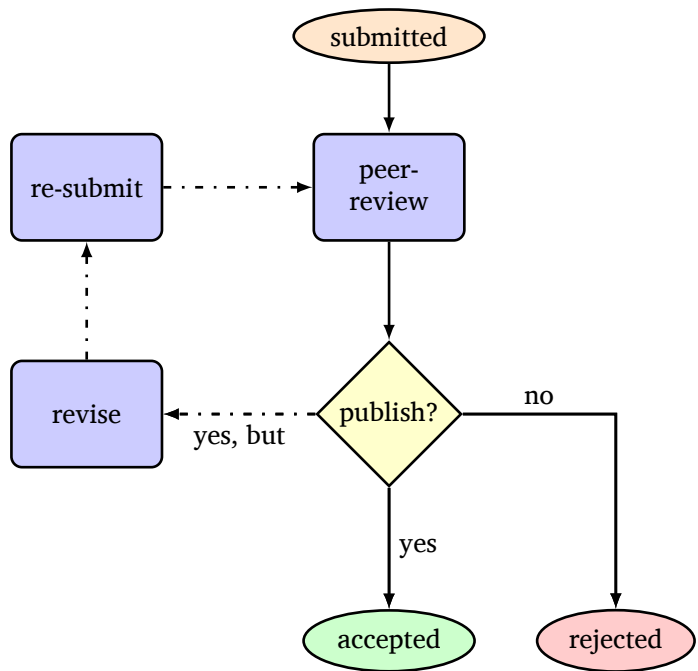 submitted
re-submit
peer-
review
revise
publish?
yes, but
no
yes
accepted
rejected